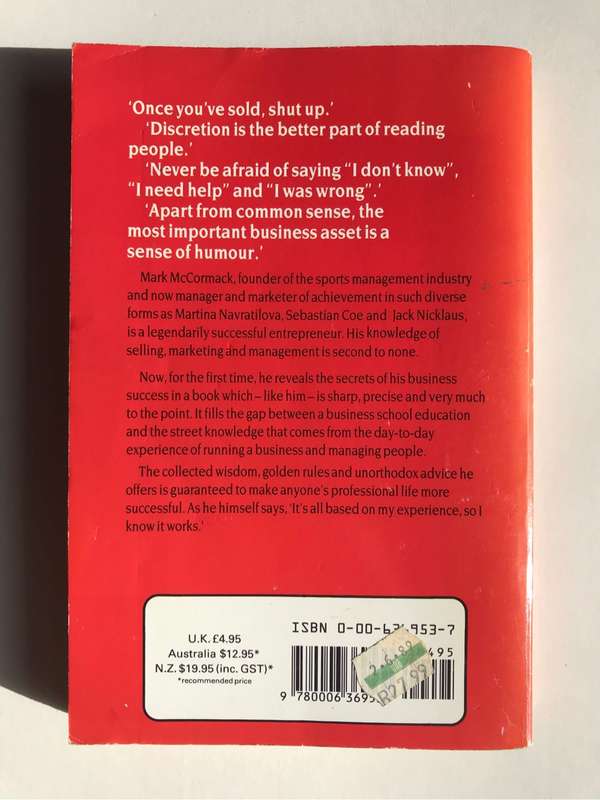 'Once you've sold, shut up.'
'Discretion is the better part of reading
people.'
'Never be afraid of saying "I don't know",
"I need help" and "I was wrong".'
'Apart from common sense, the
most important business asset is a
sense of humour.'
Mark McCormack, founder of the sports management industry
and now manager and marketer of achievement in such diverse
forms as Martina Navratilova, Sebastian Coe and Jack Nicklaus,
is a legendarily successful entrepreneur. His knowledge of
selling, marketing and management is second to none.
Now, for the first time, he reveals the secrets of his business
success in a book which – like him – is sharp, precise and very much
to the point. It fills the gap between a business school education
and the street knowledge that comes from the day-to-day
experience of running a business and managing people.
The collected wisdom, golden rules and unorthodox advice he
offers is guaranteed to make anyone's professional life more
successful. As he himself says, 'It's all based on my experience, so I
know it works.'
U.K. £4.95
Australia $12.95*
N.Z. $19.95 (inc. GST)*
*recommended price
ISBN 0-00-636953-7
495
R27.99
9 780006 3695